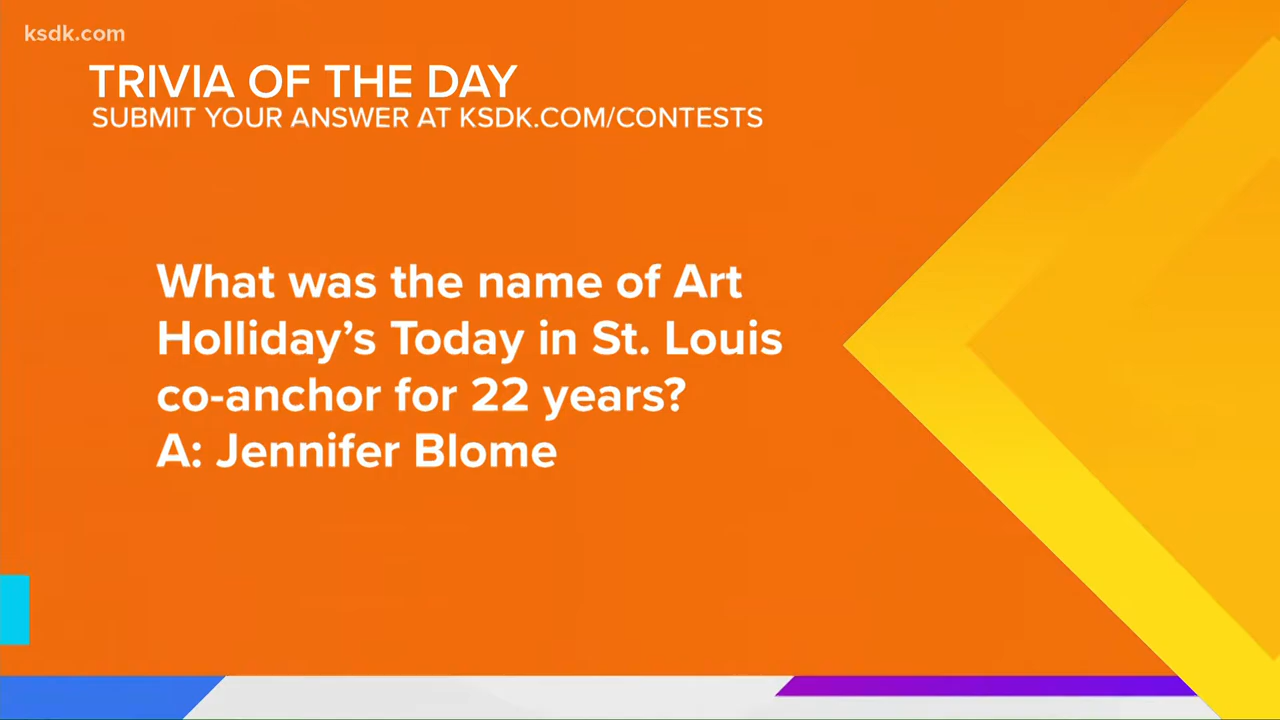 ksdk.com
TRIVIA OF THE DAY
SUBMIT YOUR ANSWER AT KSDK.COM/CONTESTS
What was the name of Art
Holliday’s Today in St. Louis
co-anchor for 22 years?
A: Jennifer Blome